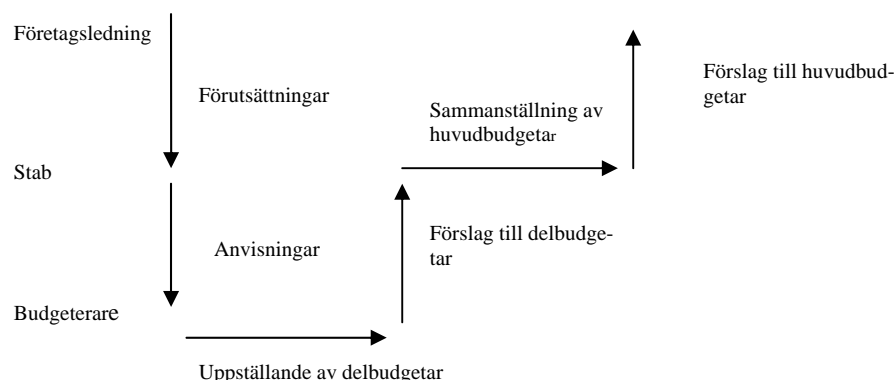 Företagsledning
Förutsättningar
Sammanställning av
huvudbudgetar
Förslag till huvudbud-
getar
Stab
Anvisningar
Förslag till delbudge-
tar
Budgeterare
Uppställande av delbudgetar